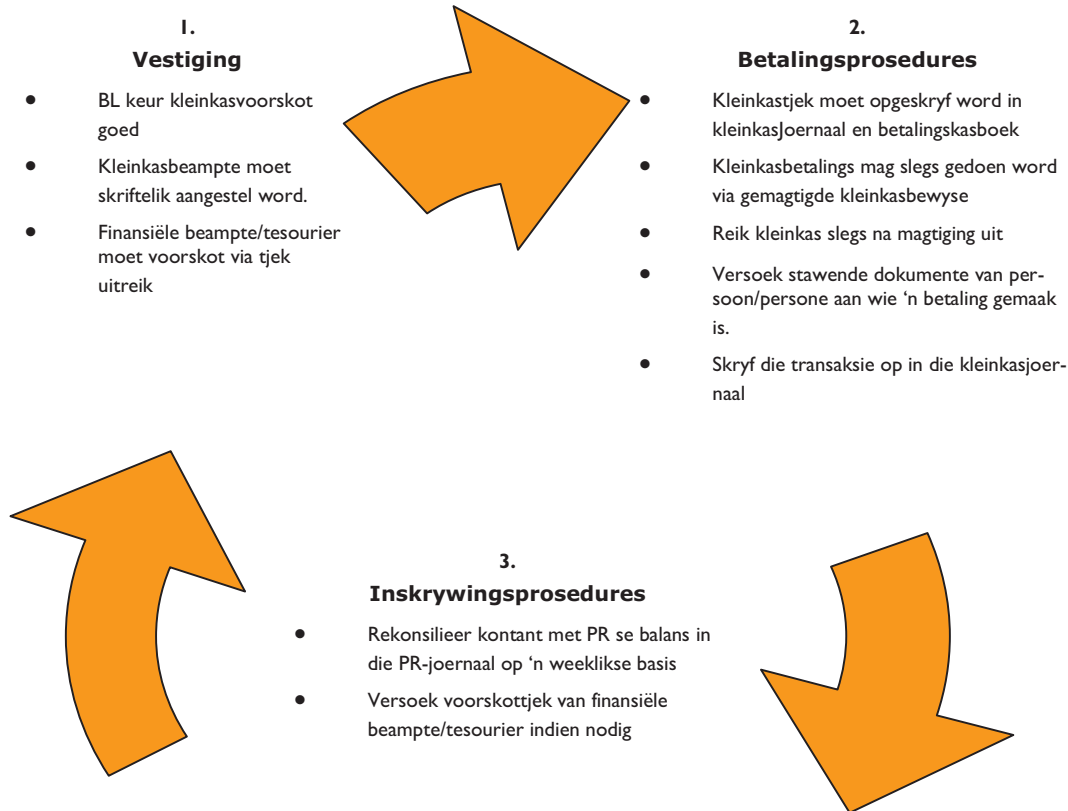 1.
Vestiging
• BL keur kleinkasvoorskot
goed
• Kleinkasbeampte moet
skriftelik aangestel word.
• Finansiële beampte/tesourier
moet voorskot via tjek
uitreik
2.
Betalingsprosedures
• Kleinkastjek moet opgeskryf word in
kleinkasJoernaal en betalingskasboek
• Kleinkasbetalings mag slegs gedoen word
via gemagtigde kleinkasbewyse
• Reik kleinkas slegs na magtiging uit
• Versoek stawende dokumente van per-
soon/persone aan wie ‘n betaling gemaak
is.
• Skryf die transaksie op in die kleinkasjoer-
naal
3.
Inskrywingsprosedures
• Rekonsilieer kontant met PR se balans in
die PR-joernaal op ‘n weeklikse basis
• Versoek voorskottjek van finansiële
beampte/tesourier indien nodig